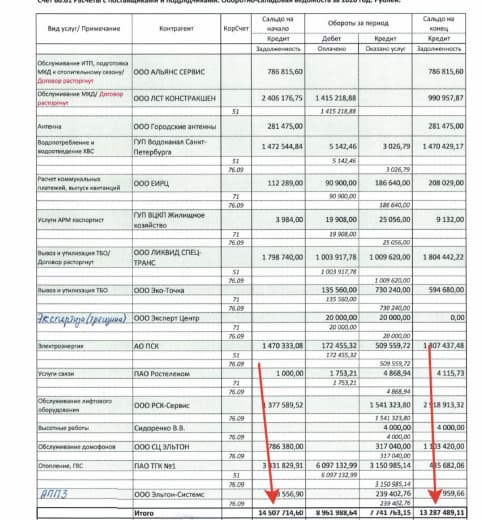 Счет 60.01 Расчеты с поставщиками и подрядчиками. Оборотно-сальдовая ведомость за 2020 год. Рублей.
Вид услуг/ Примечание Контрагент КорСчет Сальдо на начало Обороты за период Сальдо на конец
Кредит Дебет Кредит Кредит
Задолженность Оплачено Оказано услуг Задолженность
Обслуживание ИТП, подготовка МКД к отопительному сезону/ Договор расторгнут ООО АЛЬЯНС СЕРВИС 786 815,60 786 815,60
Обслуживание МКД/ Договор расторгнут ООО ЛСТ КОНСТРАКШЕН 2 406 176,75 1 415 218,88 990 957,87
51 1 415 218,88
Антенна ООО Городские антенны 281 475,00 281 475,00
Водопотребление и водоотведение ХВС ГУП Водоканал Санкт-Петербурга 1 472 544,84 5 142,46 3 026,79 1 470 429,17
51 5 142,46
76.09 3 026,79
Расчет коммунальных платежей, выпуск квитанций ООО ЕИРЦ 112 289,00 90 900,00 186 640,00 208 029,00
71 90 900,00
76.09 186 640,00
Услуги АРМ паспортист ГУП ВЦКП Жилищное хозяйство 3 984,00 19 908,00 25 056,00 9 132,00
71 19 908,00
76.09 25 056,00
Вывоз и утилизация ТБО/ Договор расторгнут ООО ЛИКВИД СПЕЦ-ТРАНС 1 798 740,00 1 003 917,78 1 009 620,00 1 804 442,22
51 1 003 917,78
76.09 1 009 620,00
Вывоз и утилизация ТБО ООО Эко-Точка 135 560,00 730 240,00 594 680,00
71 135 560,00
76.09 730 240,00
Экспертиза (трещина) ООО Эксперт Центр 20 000,00 20 000,00 0,00
71 20 000,00
76.09 20 000,00
Электроэнергия АО ПСК 1 470 333,08 172 455,32 509 559,72 1 807 437,48
51 172 455,32
76.09 509 559,72
Услуги связи ПАО Ростелеком 1 000,00 1 753,21 4 868,94 4 115,73
71 1 753,21
76.09 4 868,94
Обслуживание лифтового оборудования ООО РСК-Сервис 1 377 589,52 1 541 323,80 2 918 913,32
76.09 1 541 323,80
Высотные работы Сидоренко В.В. 4 000,00 4 000,00
76.09 4 000,00
Обслуживание домофонов ООО СЦ ЭЛЬТОН 786 380,00 317 040,00 1 103 420,00
76.09 317 040,00
Отопление, ГВС ПАО ТГК №1 6 097 132,99 3 150 985,14
51 6 097 132,99
76.09 3 150 985,14
АППЗ ООО Эльтон-Системс 556,90 239 402,76 959,66
76.09 239 402,76
Итого 14 507 714,60 8 961 988,64 7 741 763,15 13 287 489,11